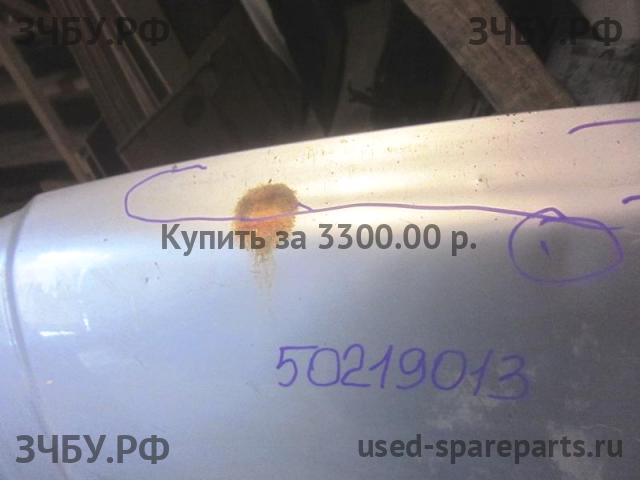 ЗЧБУ.РФ ЗЧБУ.РФ
Купить за 3300.00 р.
50219013
ЗЧБУ.РФ used-spareparts.ru